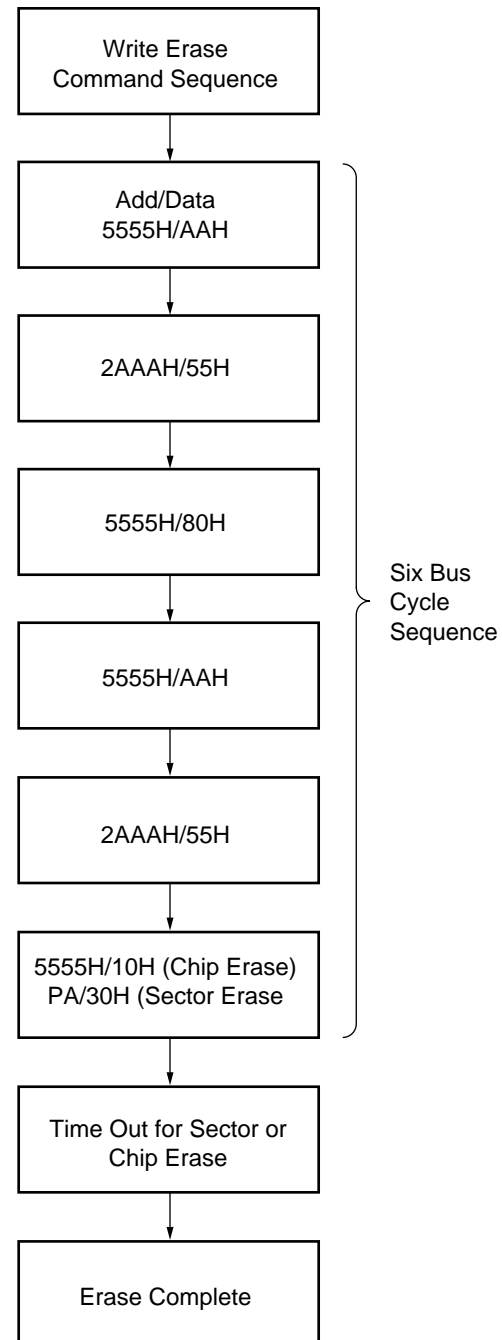 Write Erase
Command Sequence
Add/Data
5555H/AAH
2AAAH/55H
5555H/80H
5555H/AAH
2AAAH/55H
5555H/10H (Chip Erase)
PA/30H (Sector Erase
Six Bus
Cycle
Sequence
Time Out for Sector or
Chip Erase
Erase Complete